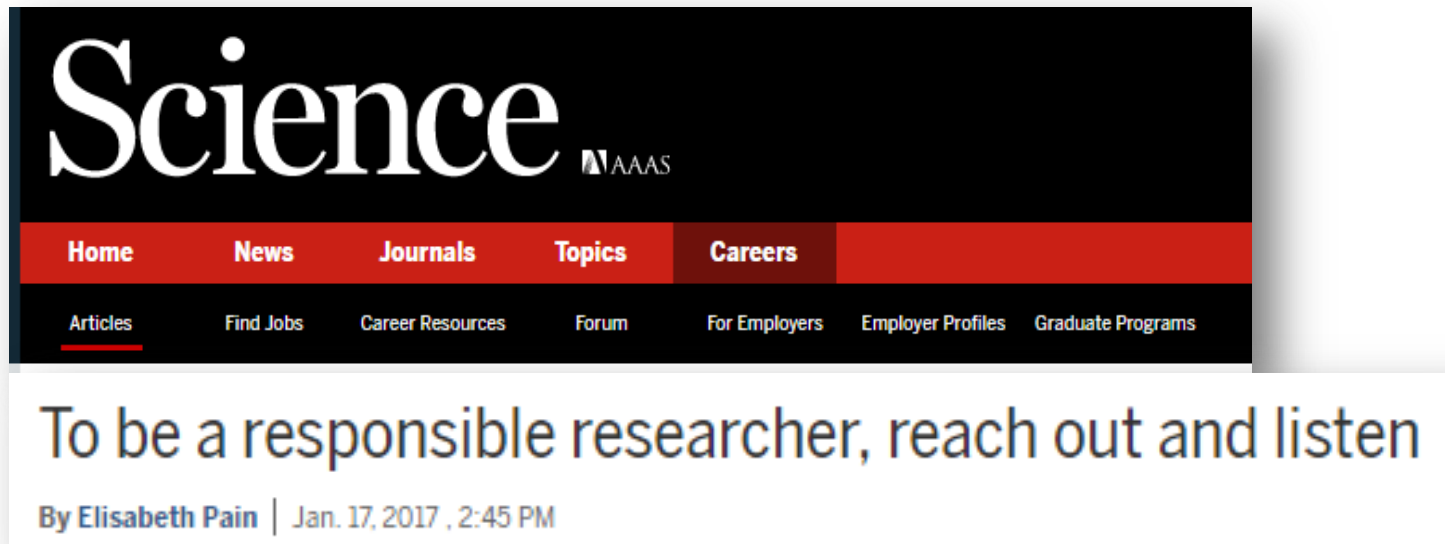 Science AAAS
Home News Journals Topics Careers
Articles Find Jobs Career Resources Forum For Employers Employer Profiles Graduate Programs
To be a responsible researcher, reach out and listen
By Elisabeth Pain | Jan. 17, 2017 , 2:45 PM